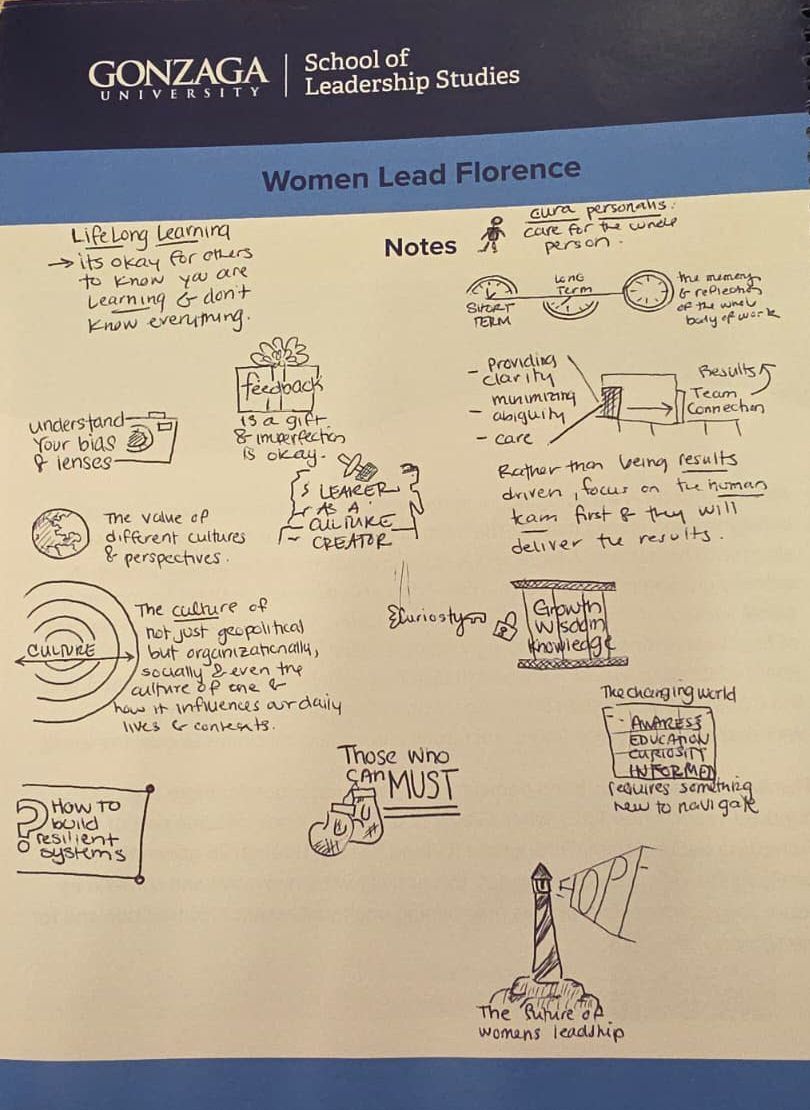 GONZAGA
UNIVERSITY
School of
Leadership Studies
Women Lead Florence
Notes
LifeLong Learning
→ its okay for others
to know you are
Learning & don't
know everything.
cura personalis:
care for the whole
person.
SHORT
TERM
LONG
Term
the memory
& reflection
of the whole
body of work
feedback
is a gift
& imperfection
is okay.
understand
Your bias
& lenses
- Providing
clarity
minimizing
- abiguity
- care
Results
Team
Connection
Rather than being results
driven, focus on the human
team first & they will
deliver the results.
LEADER
AS A
CULTURE
CREATOR
The value of
different cultures
& perspectives.
CULTURE
The culture of
not just geopolitical
but organizationally,
socially & even the
culture of one &
how it influences our daily
lives & contexts.
Curiosty
Growth
Wisdom
Knowledge
The changing world
AWARESS
EDUCATION
CURIOSITY
INFORMED
requires something
new to navigate
Those who
CAN MUST
? How to
build
resilient
systems
HOPE
The future of
womens leadship